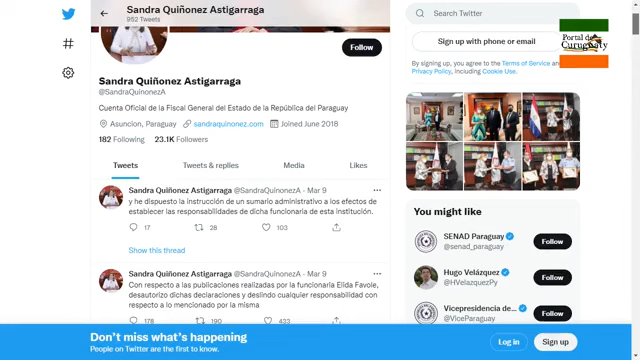 Sandra Quiñonez Astigarraga
952 Tweets
Follow
Sandra Quiñonez Astigarraga
@SandraQuinonezA
Cuenta Oficial de la Fiscal General del Estado de la República del Paraguay
Asuncion, Paraguay sandraquinonez.com Joined June 2018
182 Following 23.1K Followers
Tweets Tweets & replies Media Likes
Sandra Quiñonez Astigarraga @SandraQuinonezA · Mar 9
y he dispuesto la instrucción de un sumario administrativo a los efectos de
establecer las responsabilidades de dicha funcionaria de esta institución.
17 28 103
Show this thread
Sandra Quiñonez Astigarraga @SandraQuinonezA · Mar 9
Con respecto a las publicaciones realizadas por la funcionaria Elida Favole,
desautorizo dichas declaraciones y deslindo cualquier responsabilidad con
respecto a lo mencionado por la misma
178 190 433
Search Twitter
Sign up with phone or email
By signing up, you agree to the Terms of Service and
Privacy Policy, including Cookie Use.
Portal de
Curuguaty
You might like
SENAD Paraguay
@senad_paraguay
Follow
Hugo Velázquez
@HVelazquezPy
Follow
Vicepresidencia de...
@ViceParaguay
Follow
Don't miss what's happening
People on Twitter are the first to know.
Log in Sign up